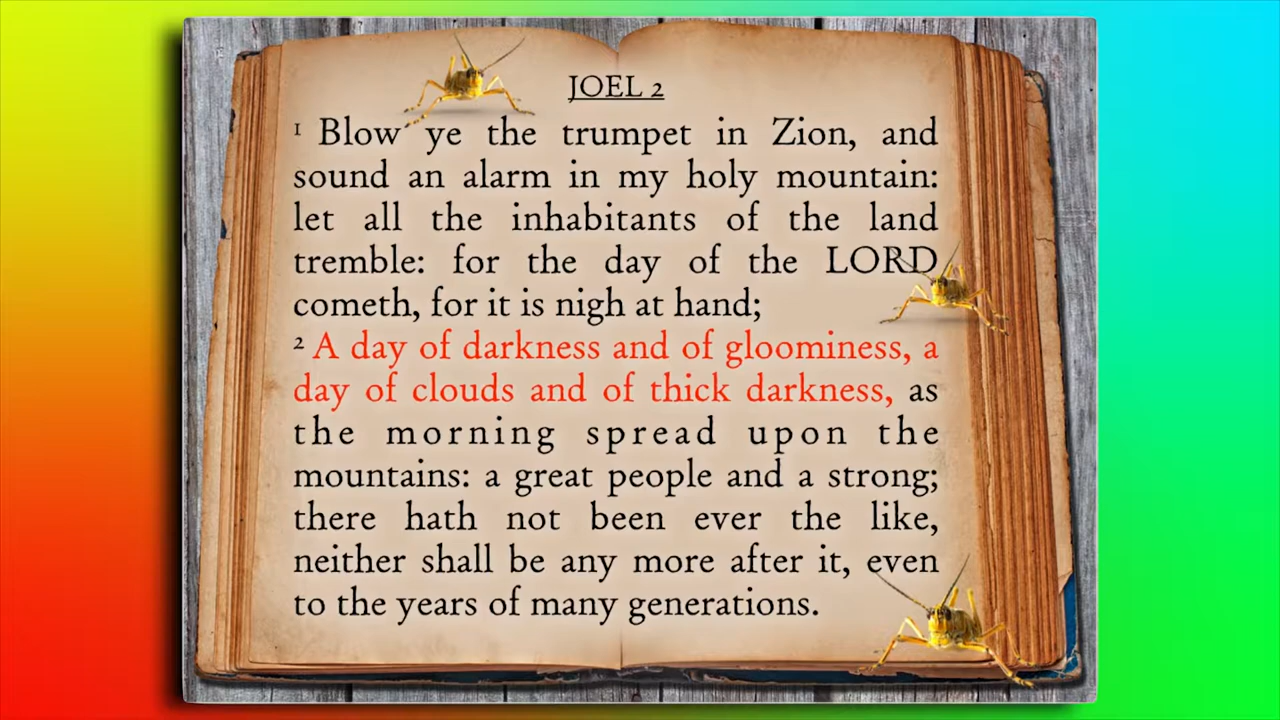 JOEL 2
1 Blow ye the trumpet in Zion, and
sound an alarm in my holy mountain:
let all the inhabitants of the land
tremble: for the day of the LORD
cometh, for it is nigh at hand;
2 A day of darkness and of gloominess, a
day of clouds and of thick darkness, as
the morning spread upon the
mountains: a great people and a strong;
there hath not been ever the like,
neither shall be any more after it, even
to the years of many generations.